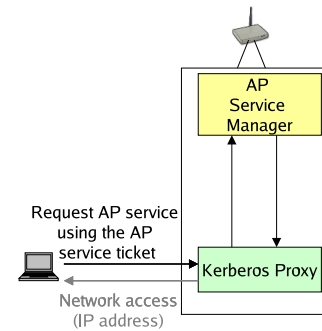 AP
Service
Manager
Request AP service
using the AP
service ticket
Kerberos Proxy
Network access
(IP address)